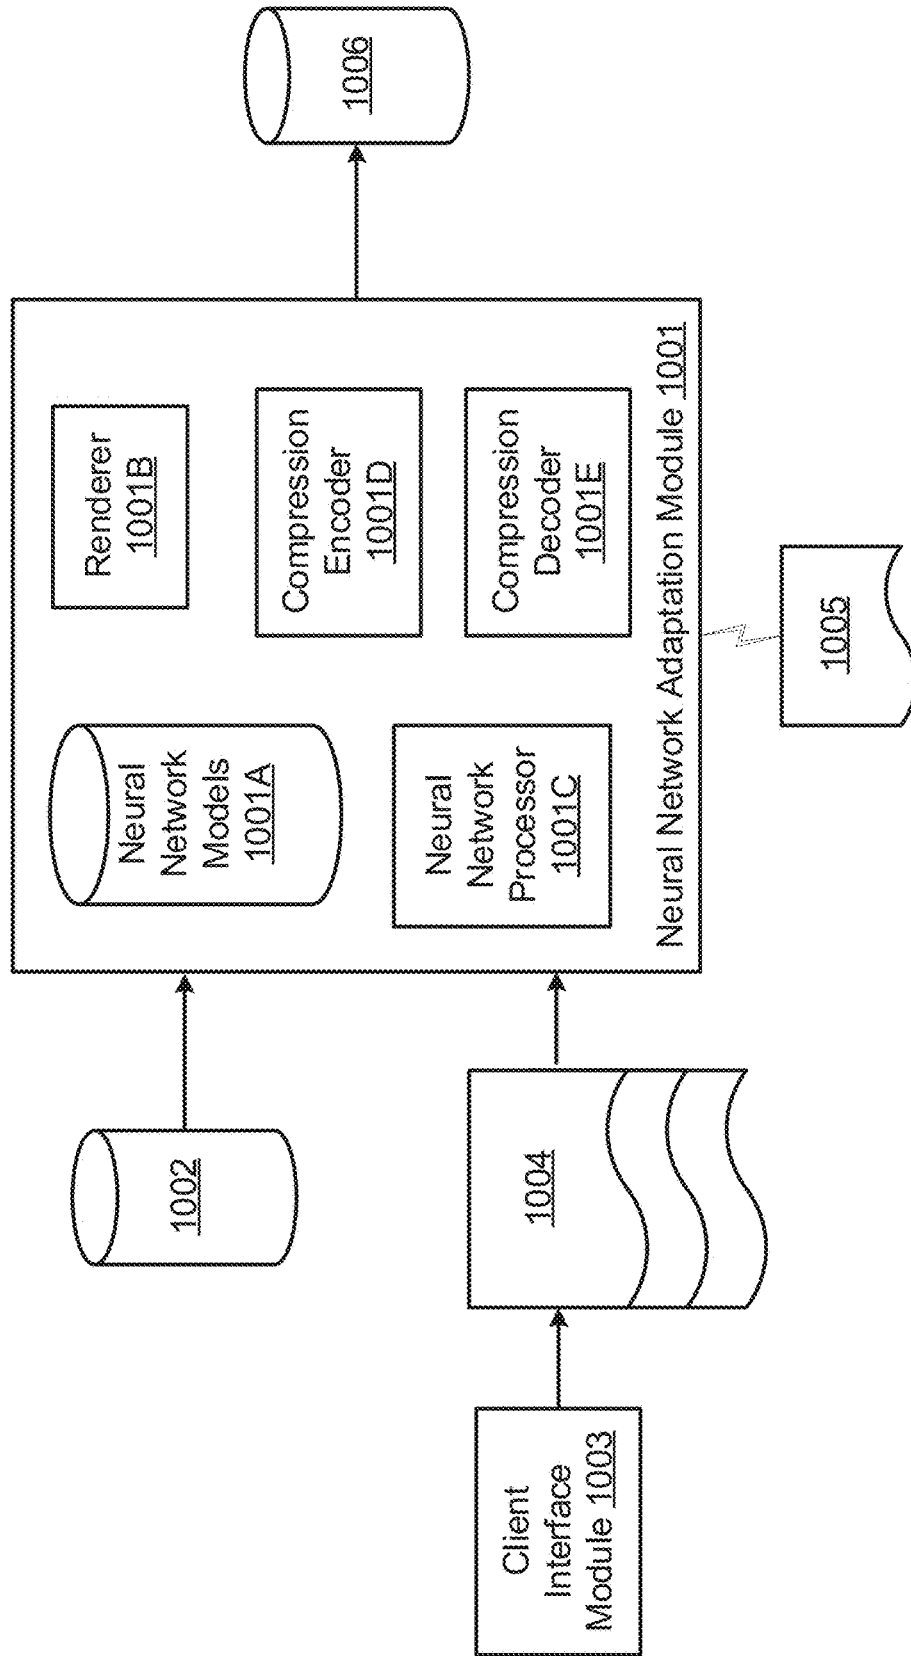 1002
Client
Interface
Module 1003
1004
Neural
Network
Models
1001A
Renderer
1001B
Neural
Network
Processor
1001C
Compression
Encoder
1001D
Compression
Decoder
1001E
Neural Network Adaptation Module 1001
1005
1006